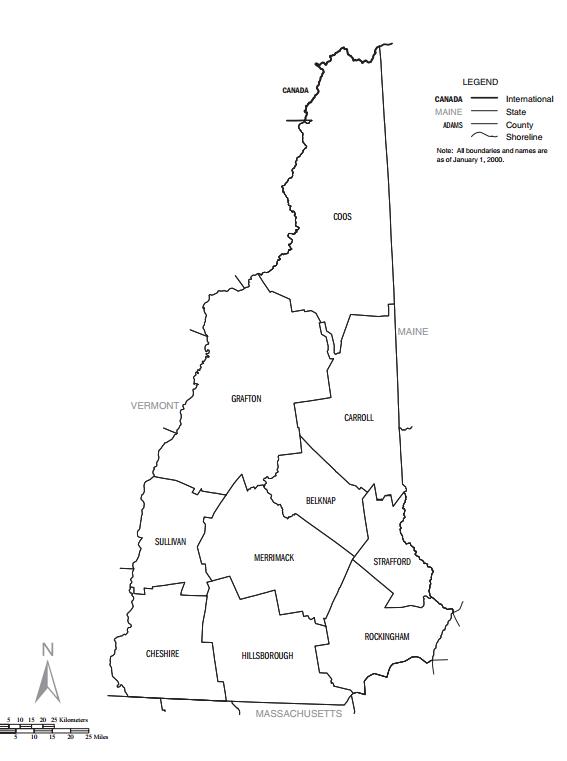 CANADA
LEGEND
CANADA International
MAINE State
ADAMS County
Shoreline
Note: All boundaries and names are
as of January 1, 2000.
COOS
MAINE
VERMONT
GRAFTON
CARROLL
BELKNAP
SULLIVAN
MERRIMACK
STRAFFORD
ROCKINGHAM
CHESHIRE
HILLSBOROUGH
N
MASSACHUSETTS
5 10 15 20 25 Kilometers
5 10 15 20 25 Miles